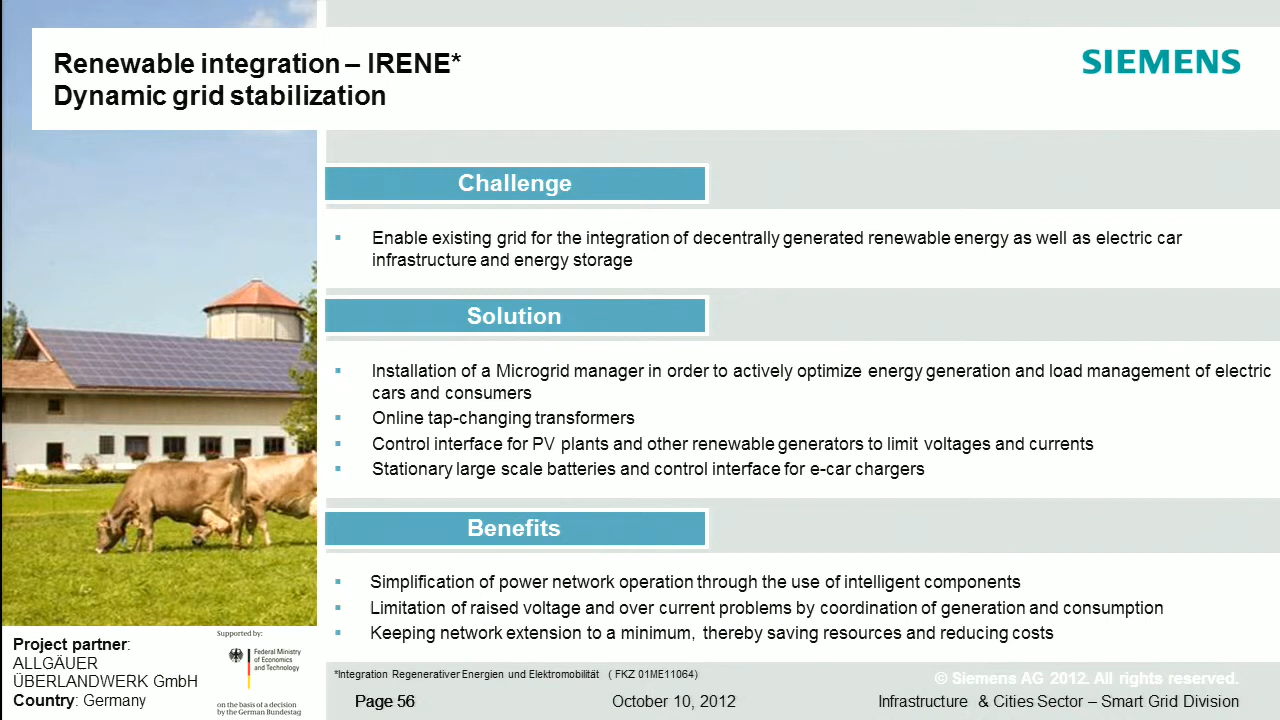 Renewable integration – IRENE*
Dynamic grid stabilization
SIEMENS
Challenge
▪ Enable existing grid for the integration of decentrally generated renewable energy as well as electric car
infrastructure and energy storage
Solution
▪ Installation of a Microgrid manager in order to actively optimize energy generation and load management of electric
cars and consumers
▪ Online tap-changing transformers
▪ Control interface for PV plants and other renewable generators to limit voltages and currents
▪ Stationary large scale batteries and control interface for e-car chargers
Benefits
▪ Simplification of power network operation through the use of intelligent components
▪ Limitation of raised voltage and over current problems by coordination of generation and consumption
▪ Keeping network extension to a minimum, thereby saving resources and reducing costs
Project partner:
ALLGÄUER
ÜBERLANDWERK GmbH
Country: Germany
Supported by:
Federal Ministry
of Economics
and Technology
on the basis of a decision
by the German Bundestag
*Integration Regenerativer Energien und Elektromobilität ( FKZ 01ME11064)
© Siemens AG 2012. All rights reserved.
Page 56
October 10, 2012
Infrastructure & Cities Sector – Smart Grid Division